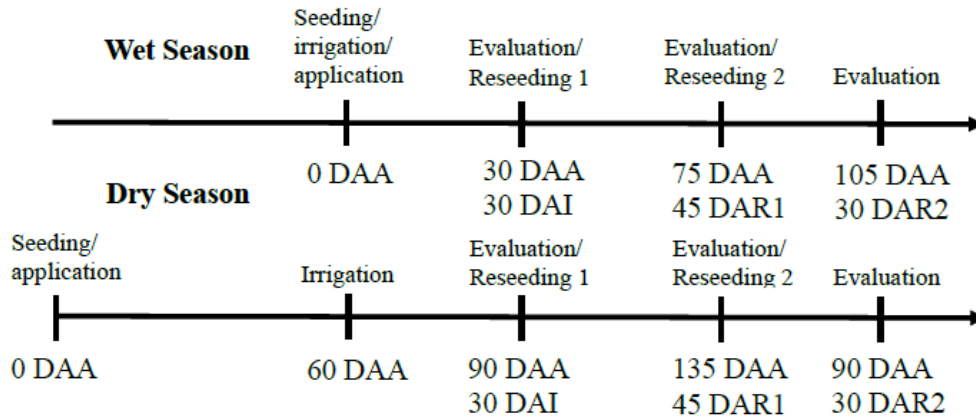 Wet Season
Seeding/
irrigation/
application
Evaluation/
Reseeding 1
Evaluation/
Reseeding 2
Evaluation
0 DAA
30 DAA
30 DAI
75 DAA
45 DAR1
105 DAA
30 DAR2
Dry Season
Seeding/
application
Irrigation
Evaluation/
Reseeding 1
Evaluation/
Reseeding 2
Evaluation
0 DAA
60 DAA
90 DAA
30 DAI
135 DAA
45 DAR1
90 DAA
30 DAR2